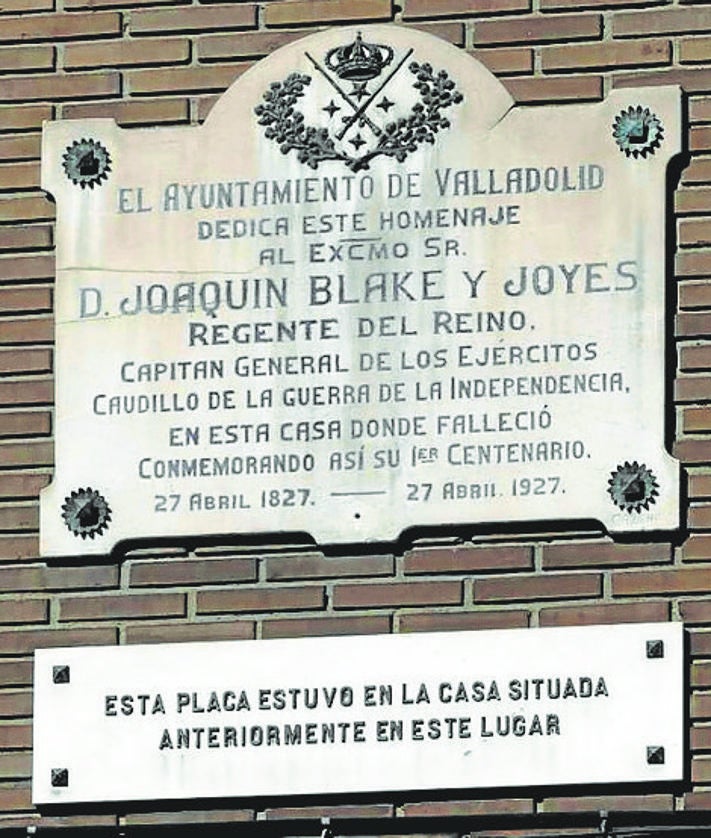 EL AYUNTAMIENTO DE VALLADOLID
DEDICA ESTE HOMENAJE
AL EXCMO SR.
D. JOAQUIN BLAKE Y JOYES
REGENTE DEL REINO.
CAPITAN GENERAL DE LOS EJÉRCITOS
CAUDILLO DE LA GUERRA DE LA INDEPENDENCIA,
EN ESTA CASA DONDE FALLECIÓ
CONMEMORANDO ASÍ SU 1ER CENTENARIO.
27 ABRIL 1827. — 27 ABRIL. 1927.
ESTA PLACA ESTUVO EN LA CASA SITUADA
ANTERIORMENTE EN ESTE LUGAR